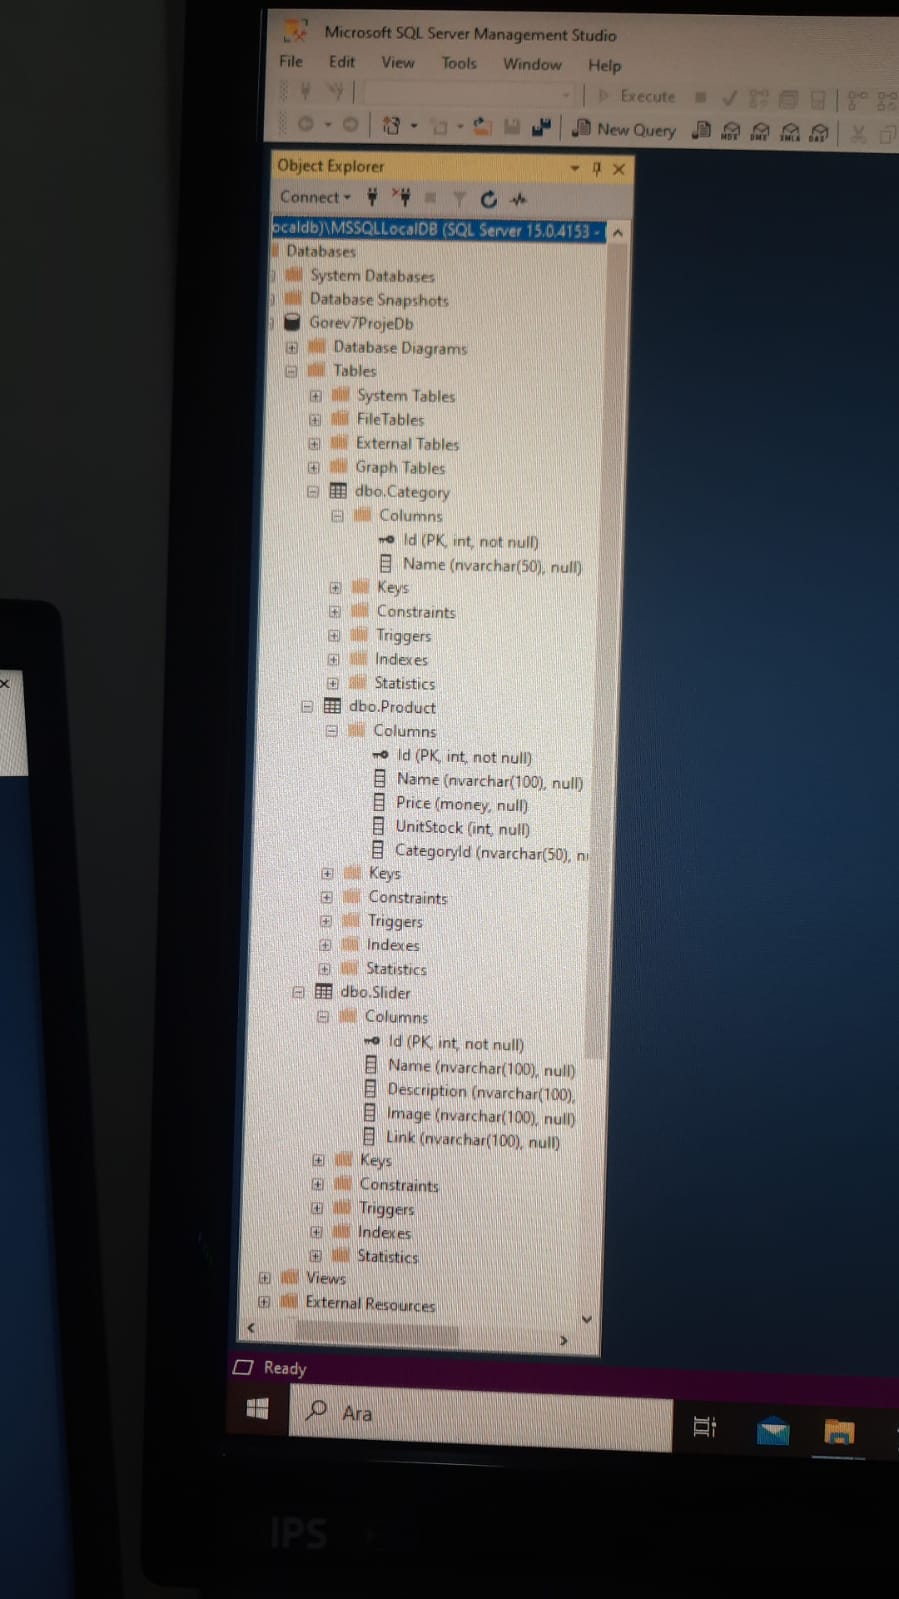 Microsoft SQL Server Management Studio
File Edit View Tools Window Help
Execute
New Query
MDX DMX XMLA DAX
Object Explorer
Connect
ocaldb)\MSSQLLocalDB (SQL Server 15.0.4153 -
Databases
System Databases
Database Snapshots
Gorev7ProjeDb
Database Diagrams
Tables
System Tables
FileTables
External Tables
Graph Tables
dbo.Category
Columns
Id (PK, int, not null)
Name (nvarchar(50), null)
Keys
Constraints
Triggers
Indexes
Statistics
dbo.Product
Columns
Id (PK, int, not null)
Name (nvarchar(100), null)
Price (money, null)
UnitStock (int, null)
CategoryId (nvarchar(50),
Keys
Constraints
Triggers
Indexes
Statistics
dbo.Slider
Columns
Id (PK, int, not null)
Name (nvarchar(100), null)
Description (nvarchar(100),
Image (nvarchar(100), null)
Link (nvarchar(100), null)
Keys
Constraints
Triggers
Indexes
Statistics
Views
External Resources
Ready
Ara
IPS